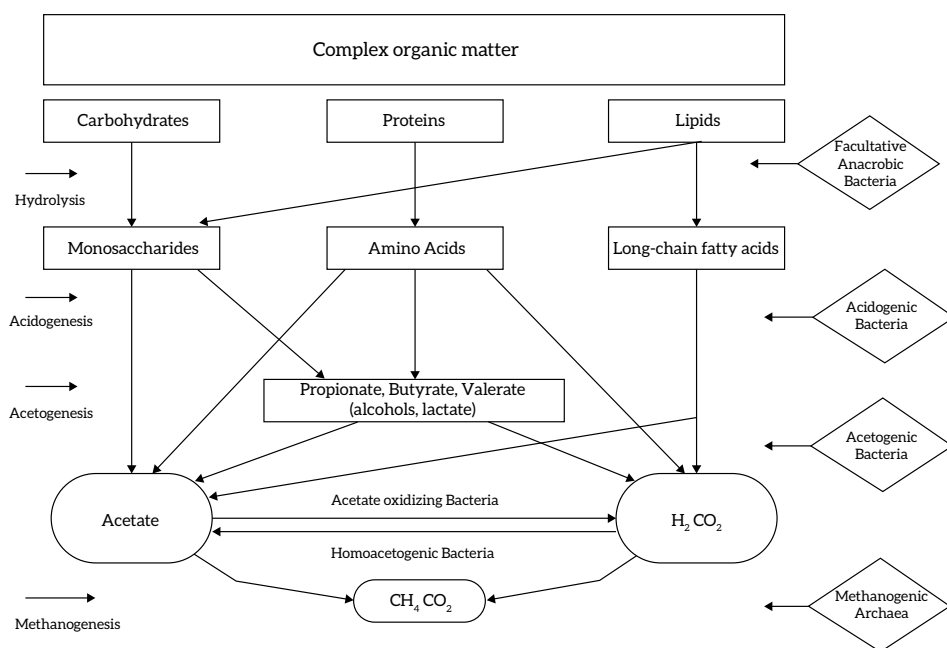 Complex organic matter
Carbohydrates
Proteins
Lipids
Facultative
Anacrobic
Bacteria
Hydrolysis
Monosaccharides
Amino Acids
Long-chain fatty acids
Acidogenesis
Acidogenic
Bacteria
Propionate, Butyrate, Valerate
(alcohols, lactate)
Acetogenesis
Acetogenic
Bacteria
Acetate oxidizing Bacteria
Acetate
H₂ CO₂
Homoacetogenic Bacteria
CH₄ CO₂
Methanogenesis
Methanogenic
Archaea